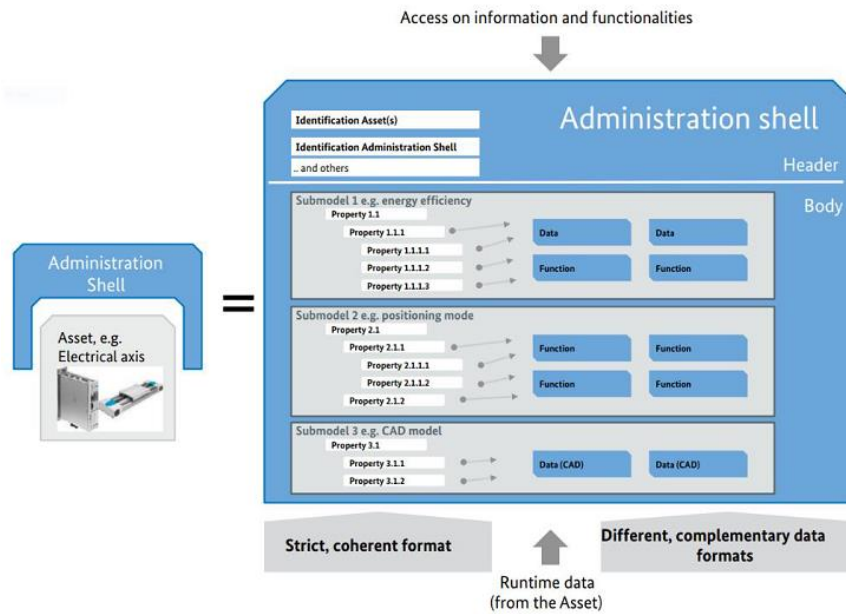 Access on information and functionalities
Administration shell
Identification Asset(s)
Identification Administration Shell
.. and others
Header
Body
Submodel 1 e.g. energy efficiency
Property 1.1
Property 1.1.1
Property 1.1.1.1
Property 1.1.1.2
Property 1.1.1.3
Data
Data
Function
Function
Administration
Shell
Asset, e.g.
Electrical axis
=
Submodel 2 e.g. positioning mode
Property 2.1
Property 2.1.1
Property 2.1.1.1
Property 2.1.1.2
Property 2.1.2
Function
Function
Function
Function
Submodel 3 e.g. CAD model
Property 3.1
Property 3.1.1
Property 3.1.2
Data (CAD)
Data (CAD)
Strict, coherent format
Different, complementary data
formats
Runtime data
(from the Asset)